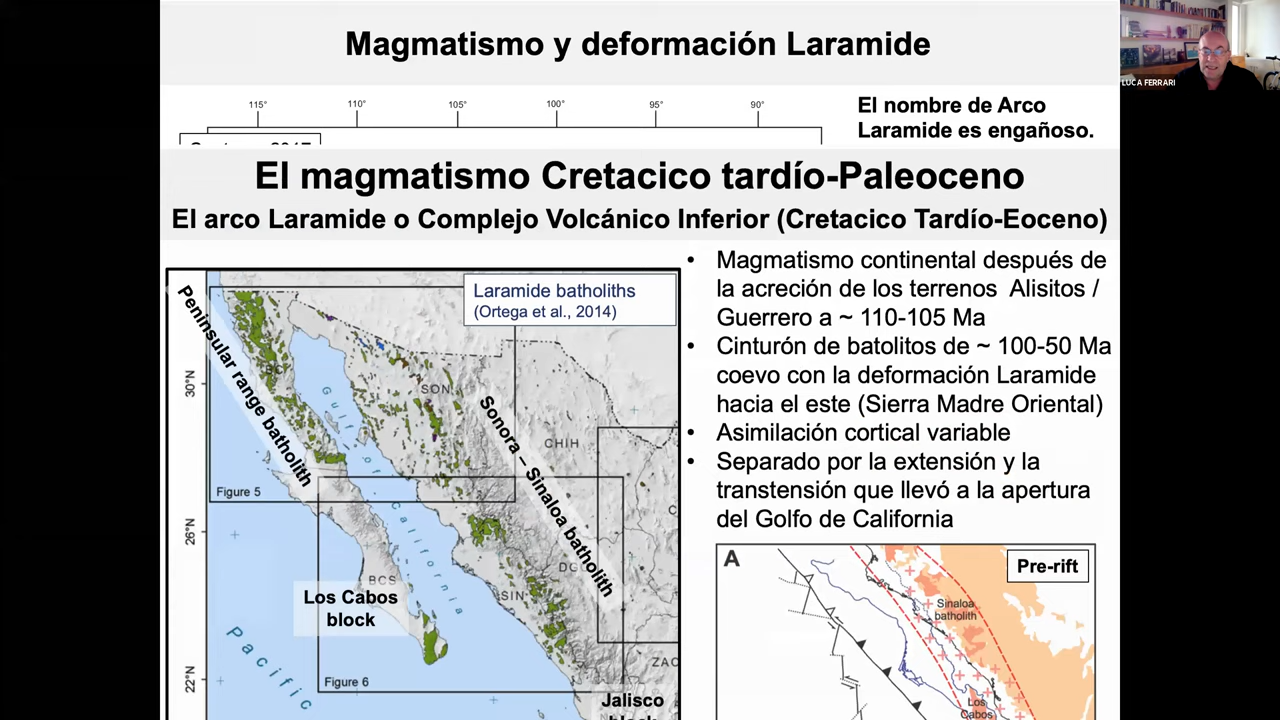 Magmatismo y deformación Laramide
LUCA FERRARI
115° 110° 105° 100° 95° 90°
El nombre de Arco
Laramide es engañoso.
El magmatismo Cretacico tardío-Paleoceno
El arco Laramide o Complejo Volcánico Inferior (Cretacico Tardío-Eoceno)
Laramide batholiths
(Ortega et al., 2014)
Peninsular range batholith
Sonora – Sinaloa batholith
30°N
26°N
22°N
SON
CHIH
Gulf of California
Figure 5
BCS
SIN
Los Cabos
block
ZAC
Pacific
Figure 6
Jalisco
• Magmatismo continental después de
la acreción de los terrenos Alisitos /
Guerrero a ~ 110-105 Ma
• Cinturón de batolitos de ~ 100-50 Ma
coevo con la deformación Laramide
hacia el este (Sierra Madre Oriental)
• Asimilación cortical variable
• Separado por la extensión y la
transtensión que llevó a la apertura
del Golfo de California
A
Pre-rift
Sinaloa
batholith
Los
Cabos